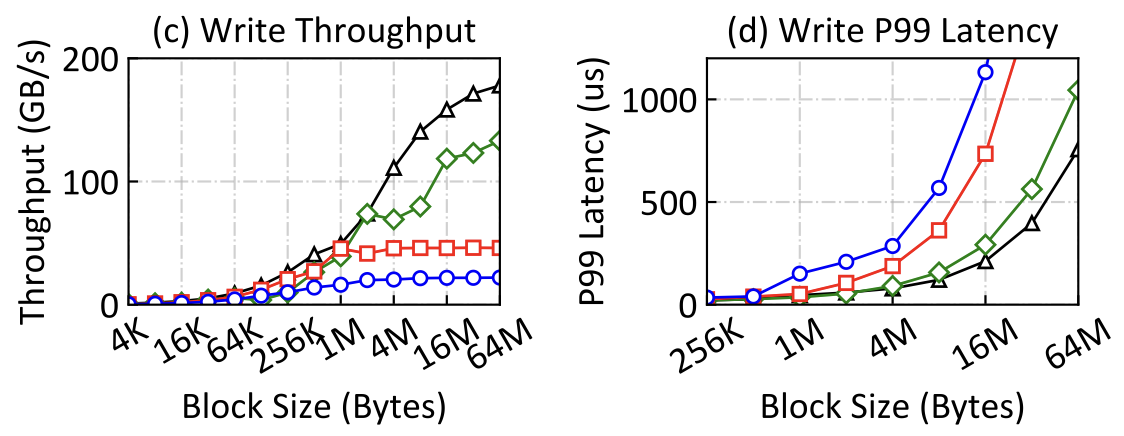 (c) Write Throughput
Throughput (GB/s)
200
100
0
4K 16K 64K 256K 1M 4M 16M 64M
Block Size (Bytes)
(d) Write P99 Latency
P99 Latency (us)
1000
500
0
256K 1M 4M 16M 64M
Block Size (Bytes)